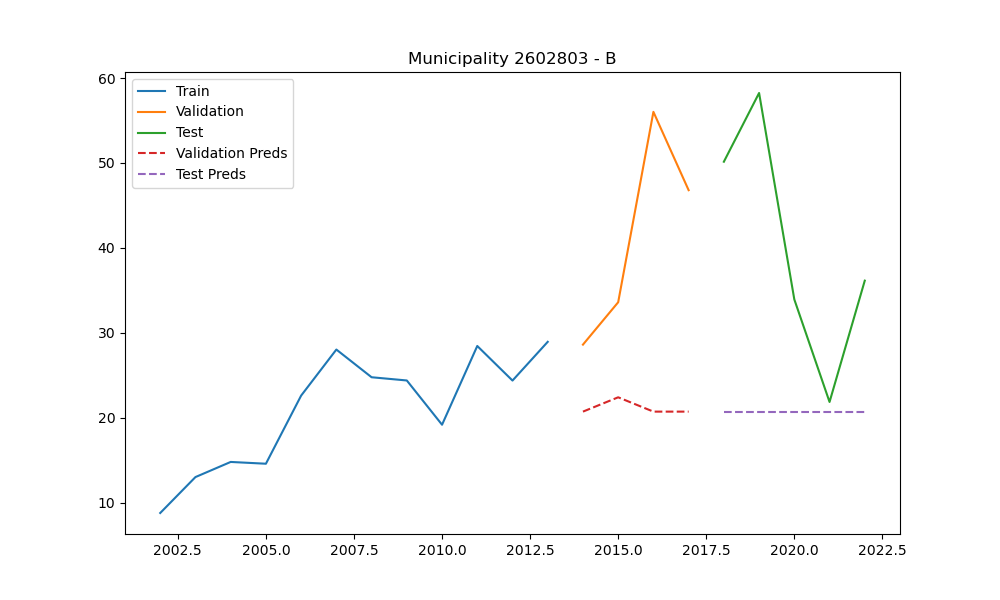 Municipality 2602803 - B
60
50
40
30
20
10
Train
Validation
Test
Validation Preds
Test Preds
2002.5 2005.0 2007.5 2010.0 2012.5 2015.0 2017.5 2020.0 2022.5